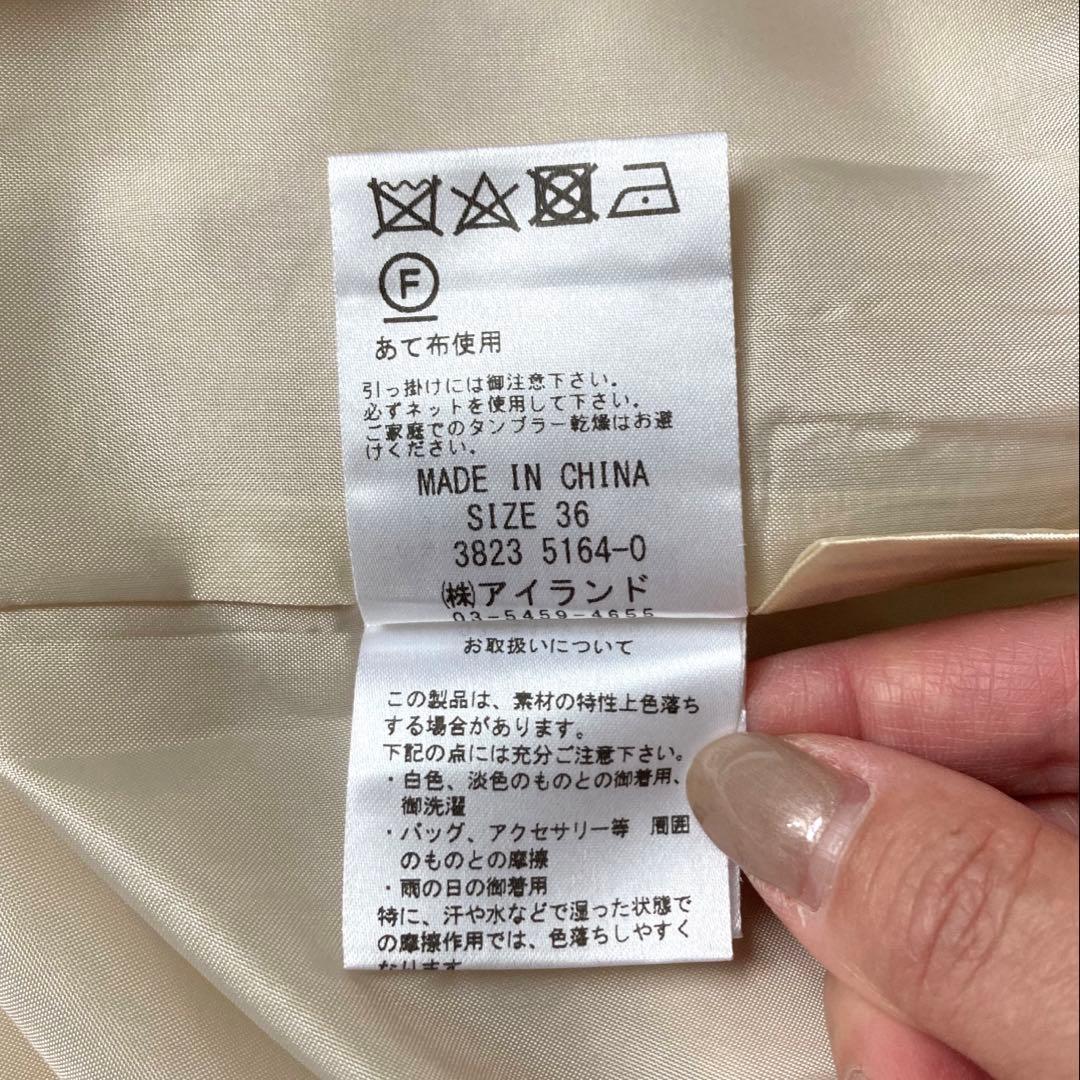 F
あて布使用
引っ掛けには御注意下さい。
必ずネットを使用して下さい。
ご家庭でのタンブラー乾燥はお避
けください。
MADE IN CHINA
SIZE 36
3823 5164-0
㈱アイランド
03-5459-4655
お取扱いについて
この製品は、素材の特性上色落ち
する場合があります。
下記の点には充分ご注意下さい。
・白色、淡色のものとの御着用、
御洗濯
・バッグ、アクセサリー等 周囲
のものとの摩擦
・雨の日の御着用
特に、汗や水などで湿った状態で
の摩擦作用では、色落ちしやすく
なります